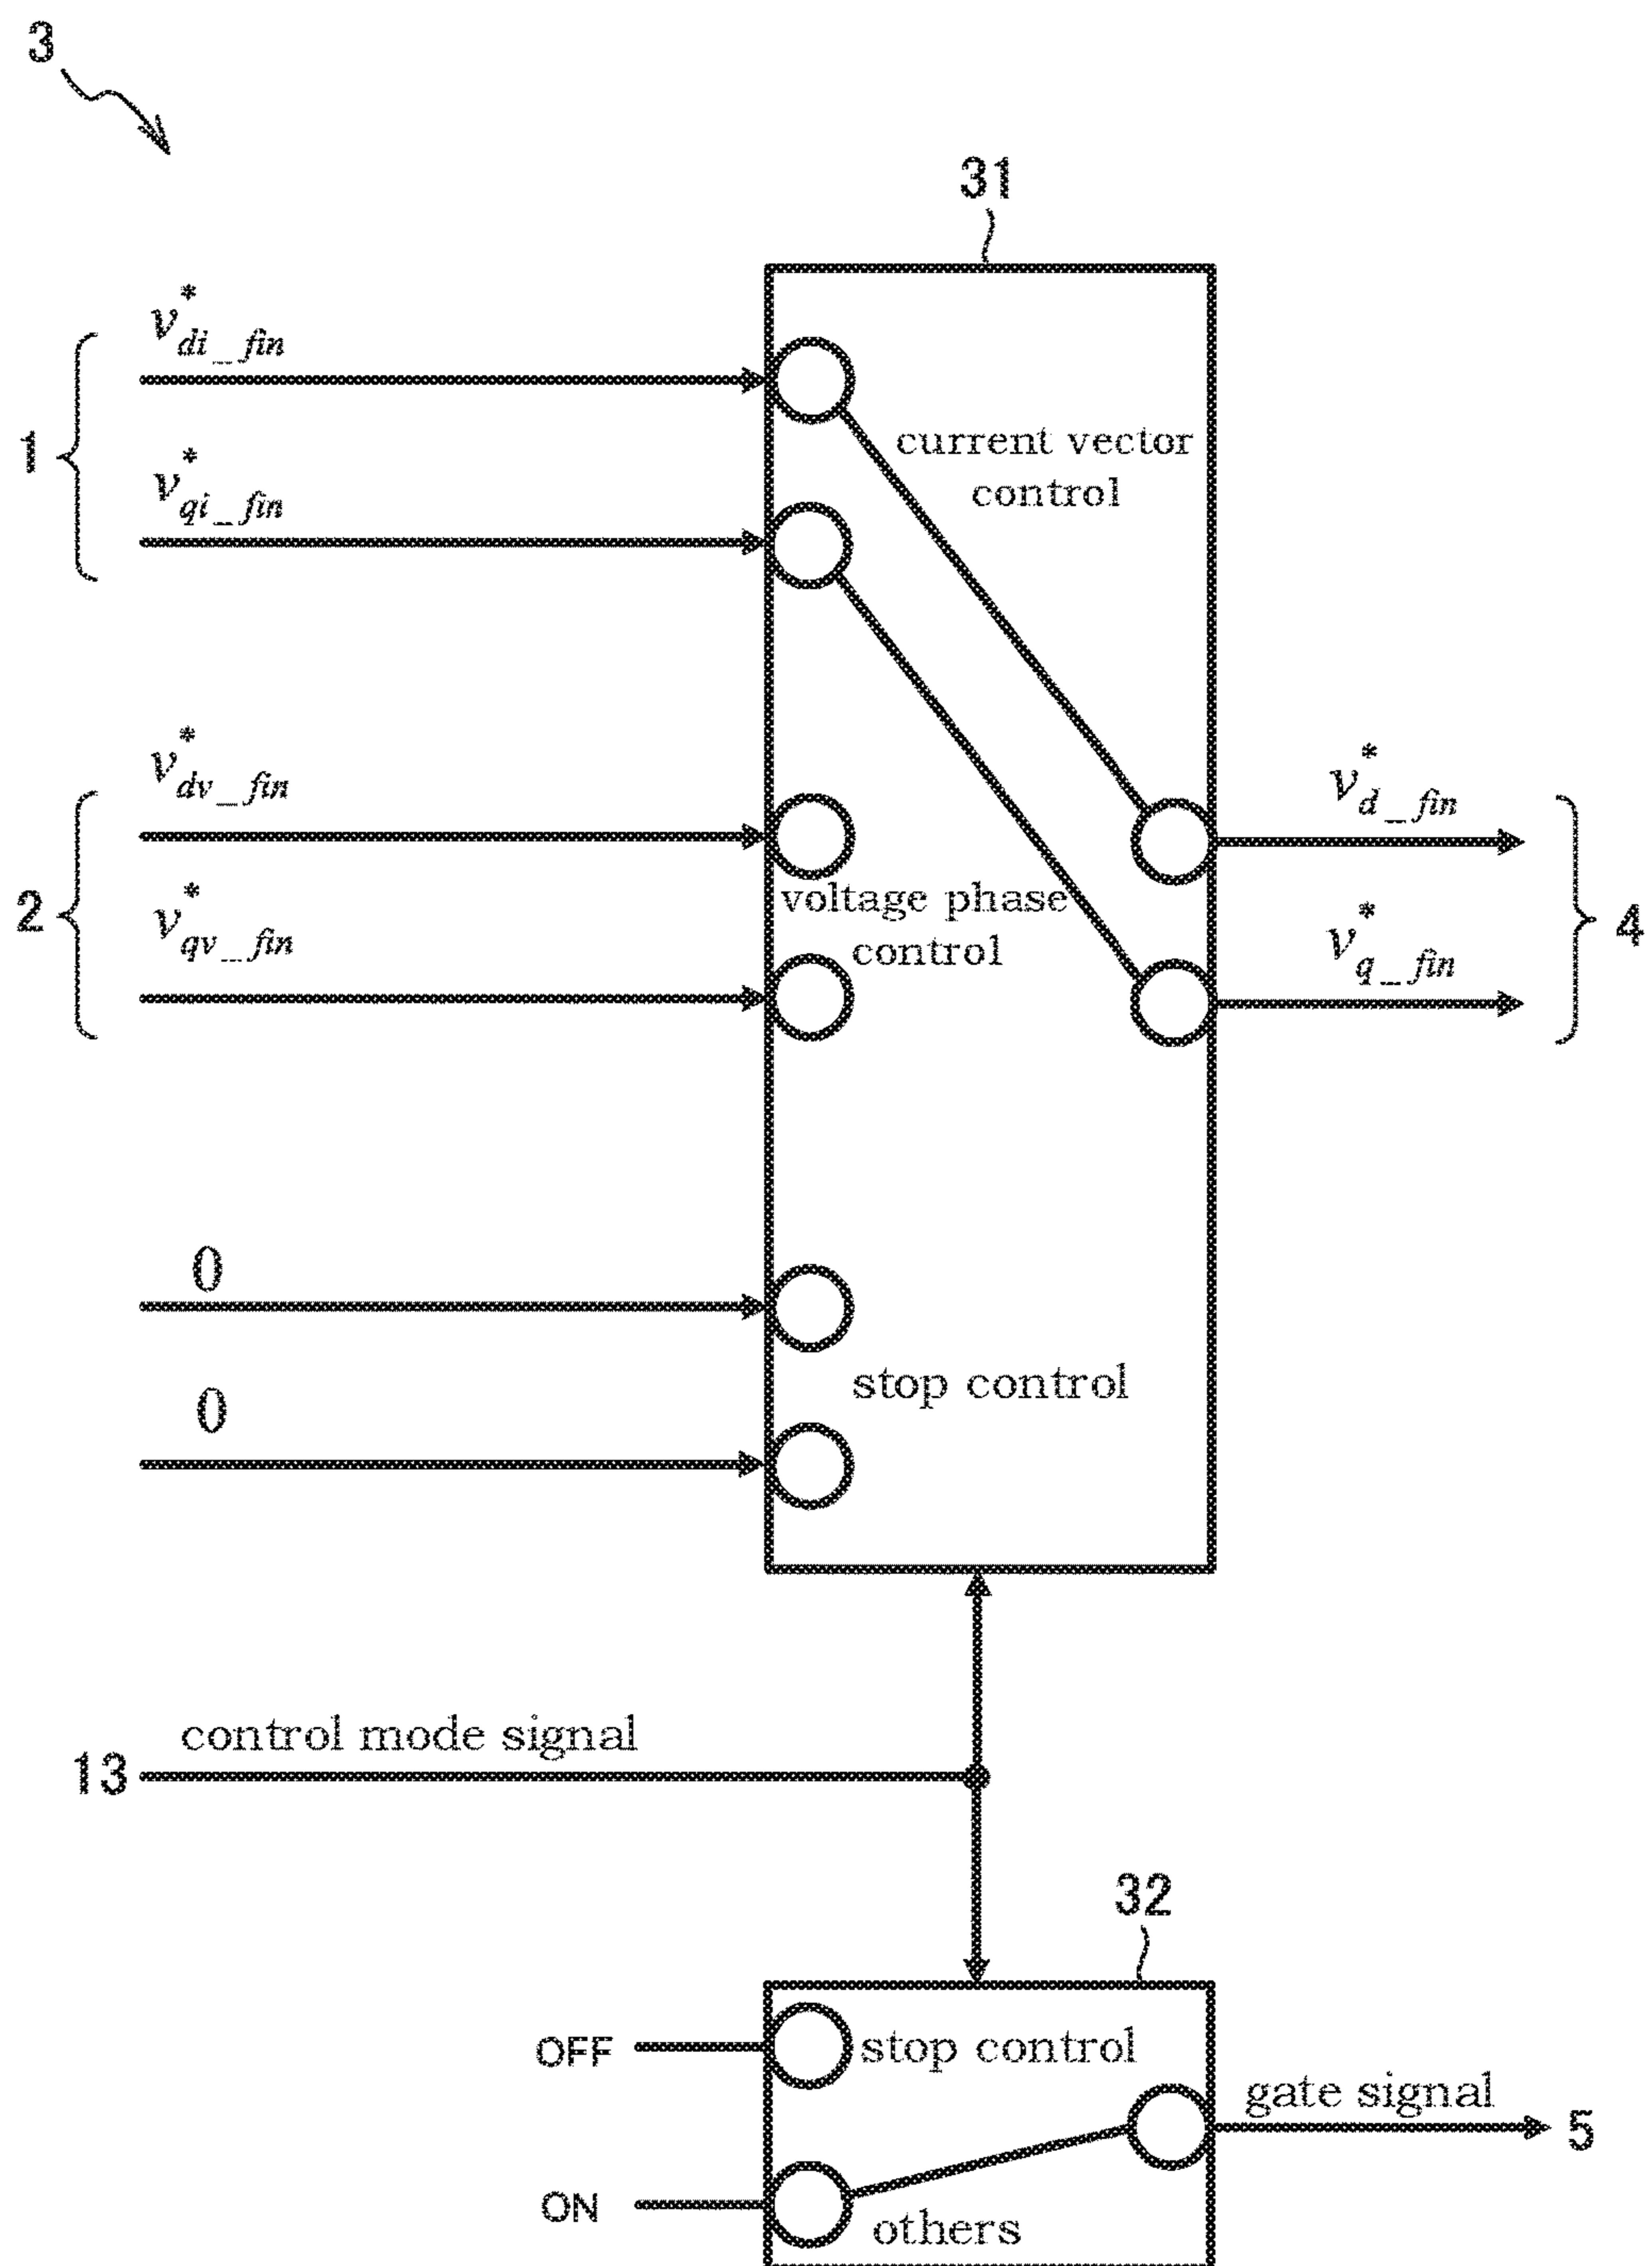 3
31
v*di_fin
current vector
control
1
v*qi_fin
v*dv_fin
v*d_fin
voltage phase
control
2
v*qv_fin
v*q_fin
4
0
stop control
0
control mode signal
13
32
OFF
stop control
gate signal
5
ON
others